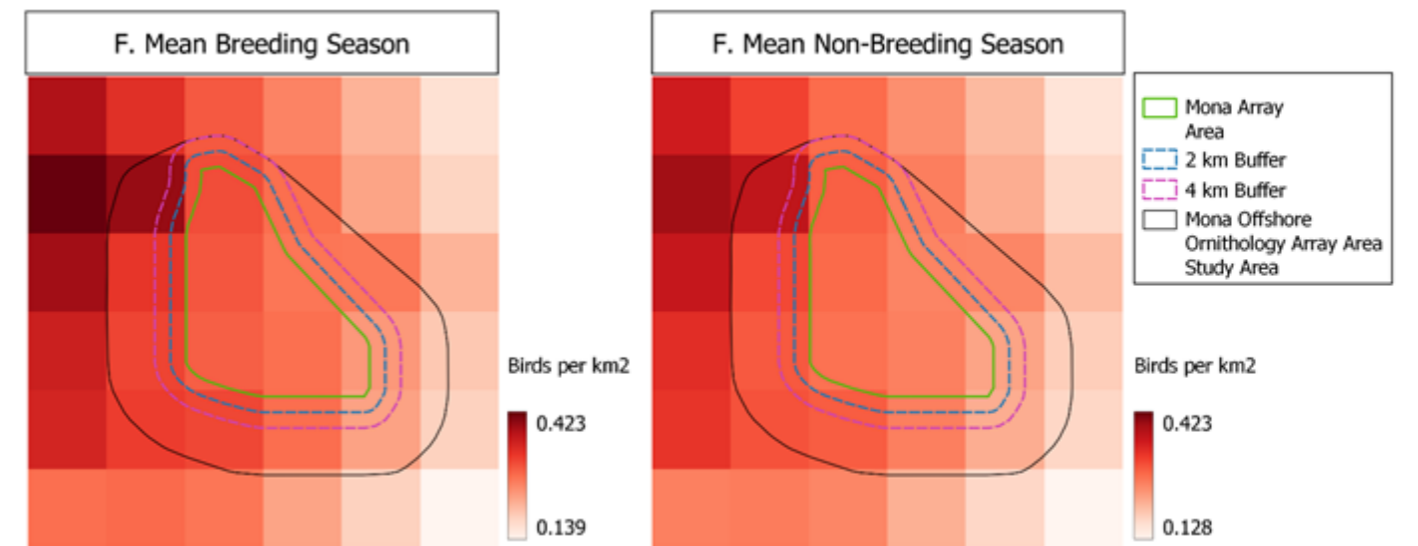 F. Mean Breeding Season
F. Mean Non-Breeding Season
Mona Array
Area
2 km Buffer
4 km Buffer
Mona Offshore
Ornithology Array Area
Study Area
Birds per km2
0.423
0.139
Birds per km2
0.423
0.128